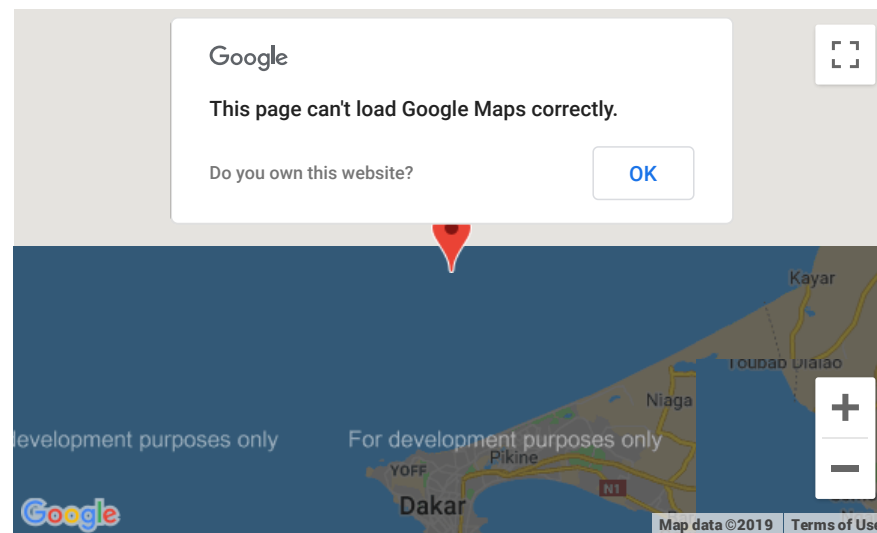 Google
This page can't load Google Maps correctly.
Do you own this website?
OK
Kayar
Toubab Dialao
Niaga
development purposes only
For development purposes only
Pikine
YOFF
N1
Dakar
Google
Map data ©2019
Terms of Use